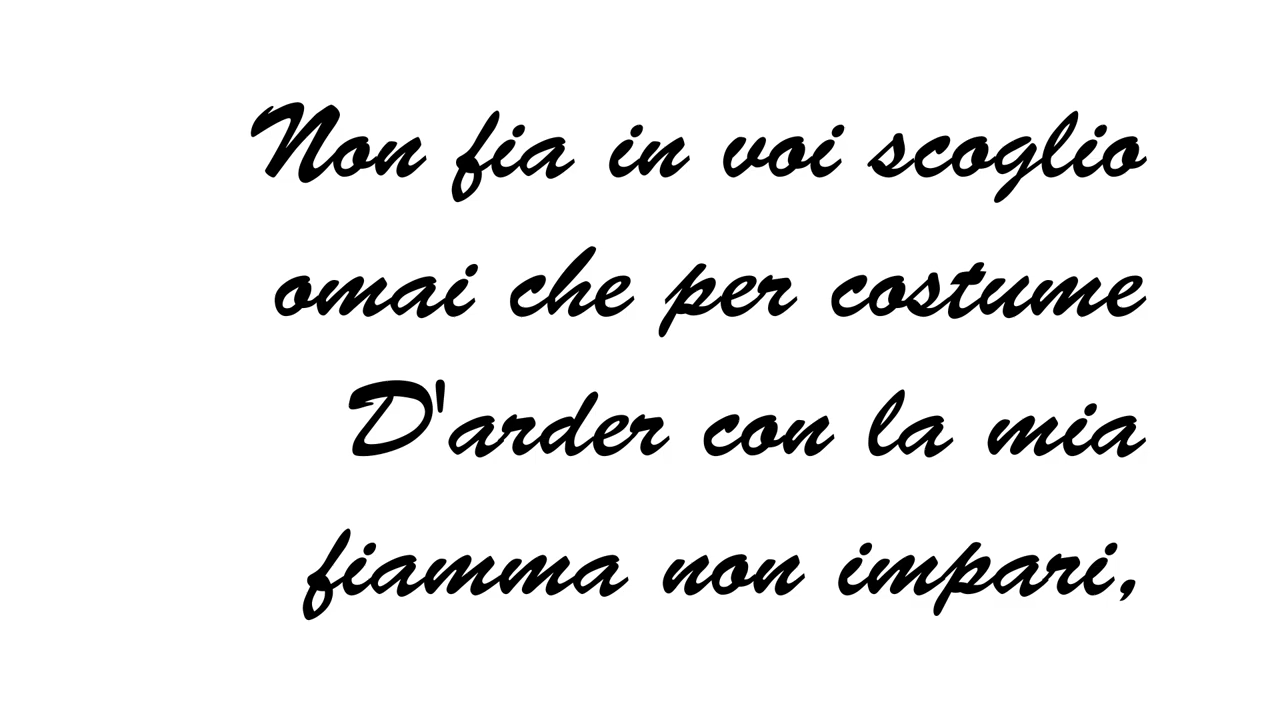 Non fia in voi scoglio
omai che per costume
D'arder con la mia
fiamma non impari,